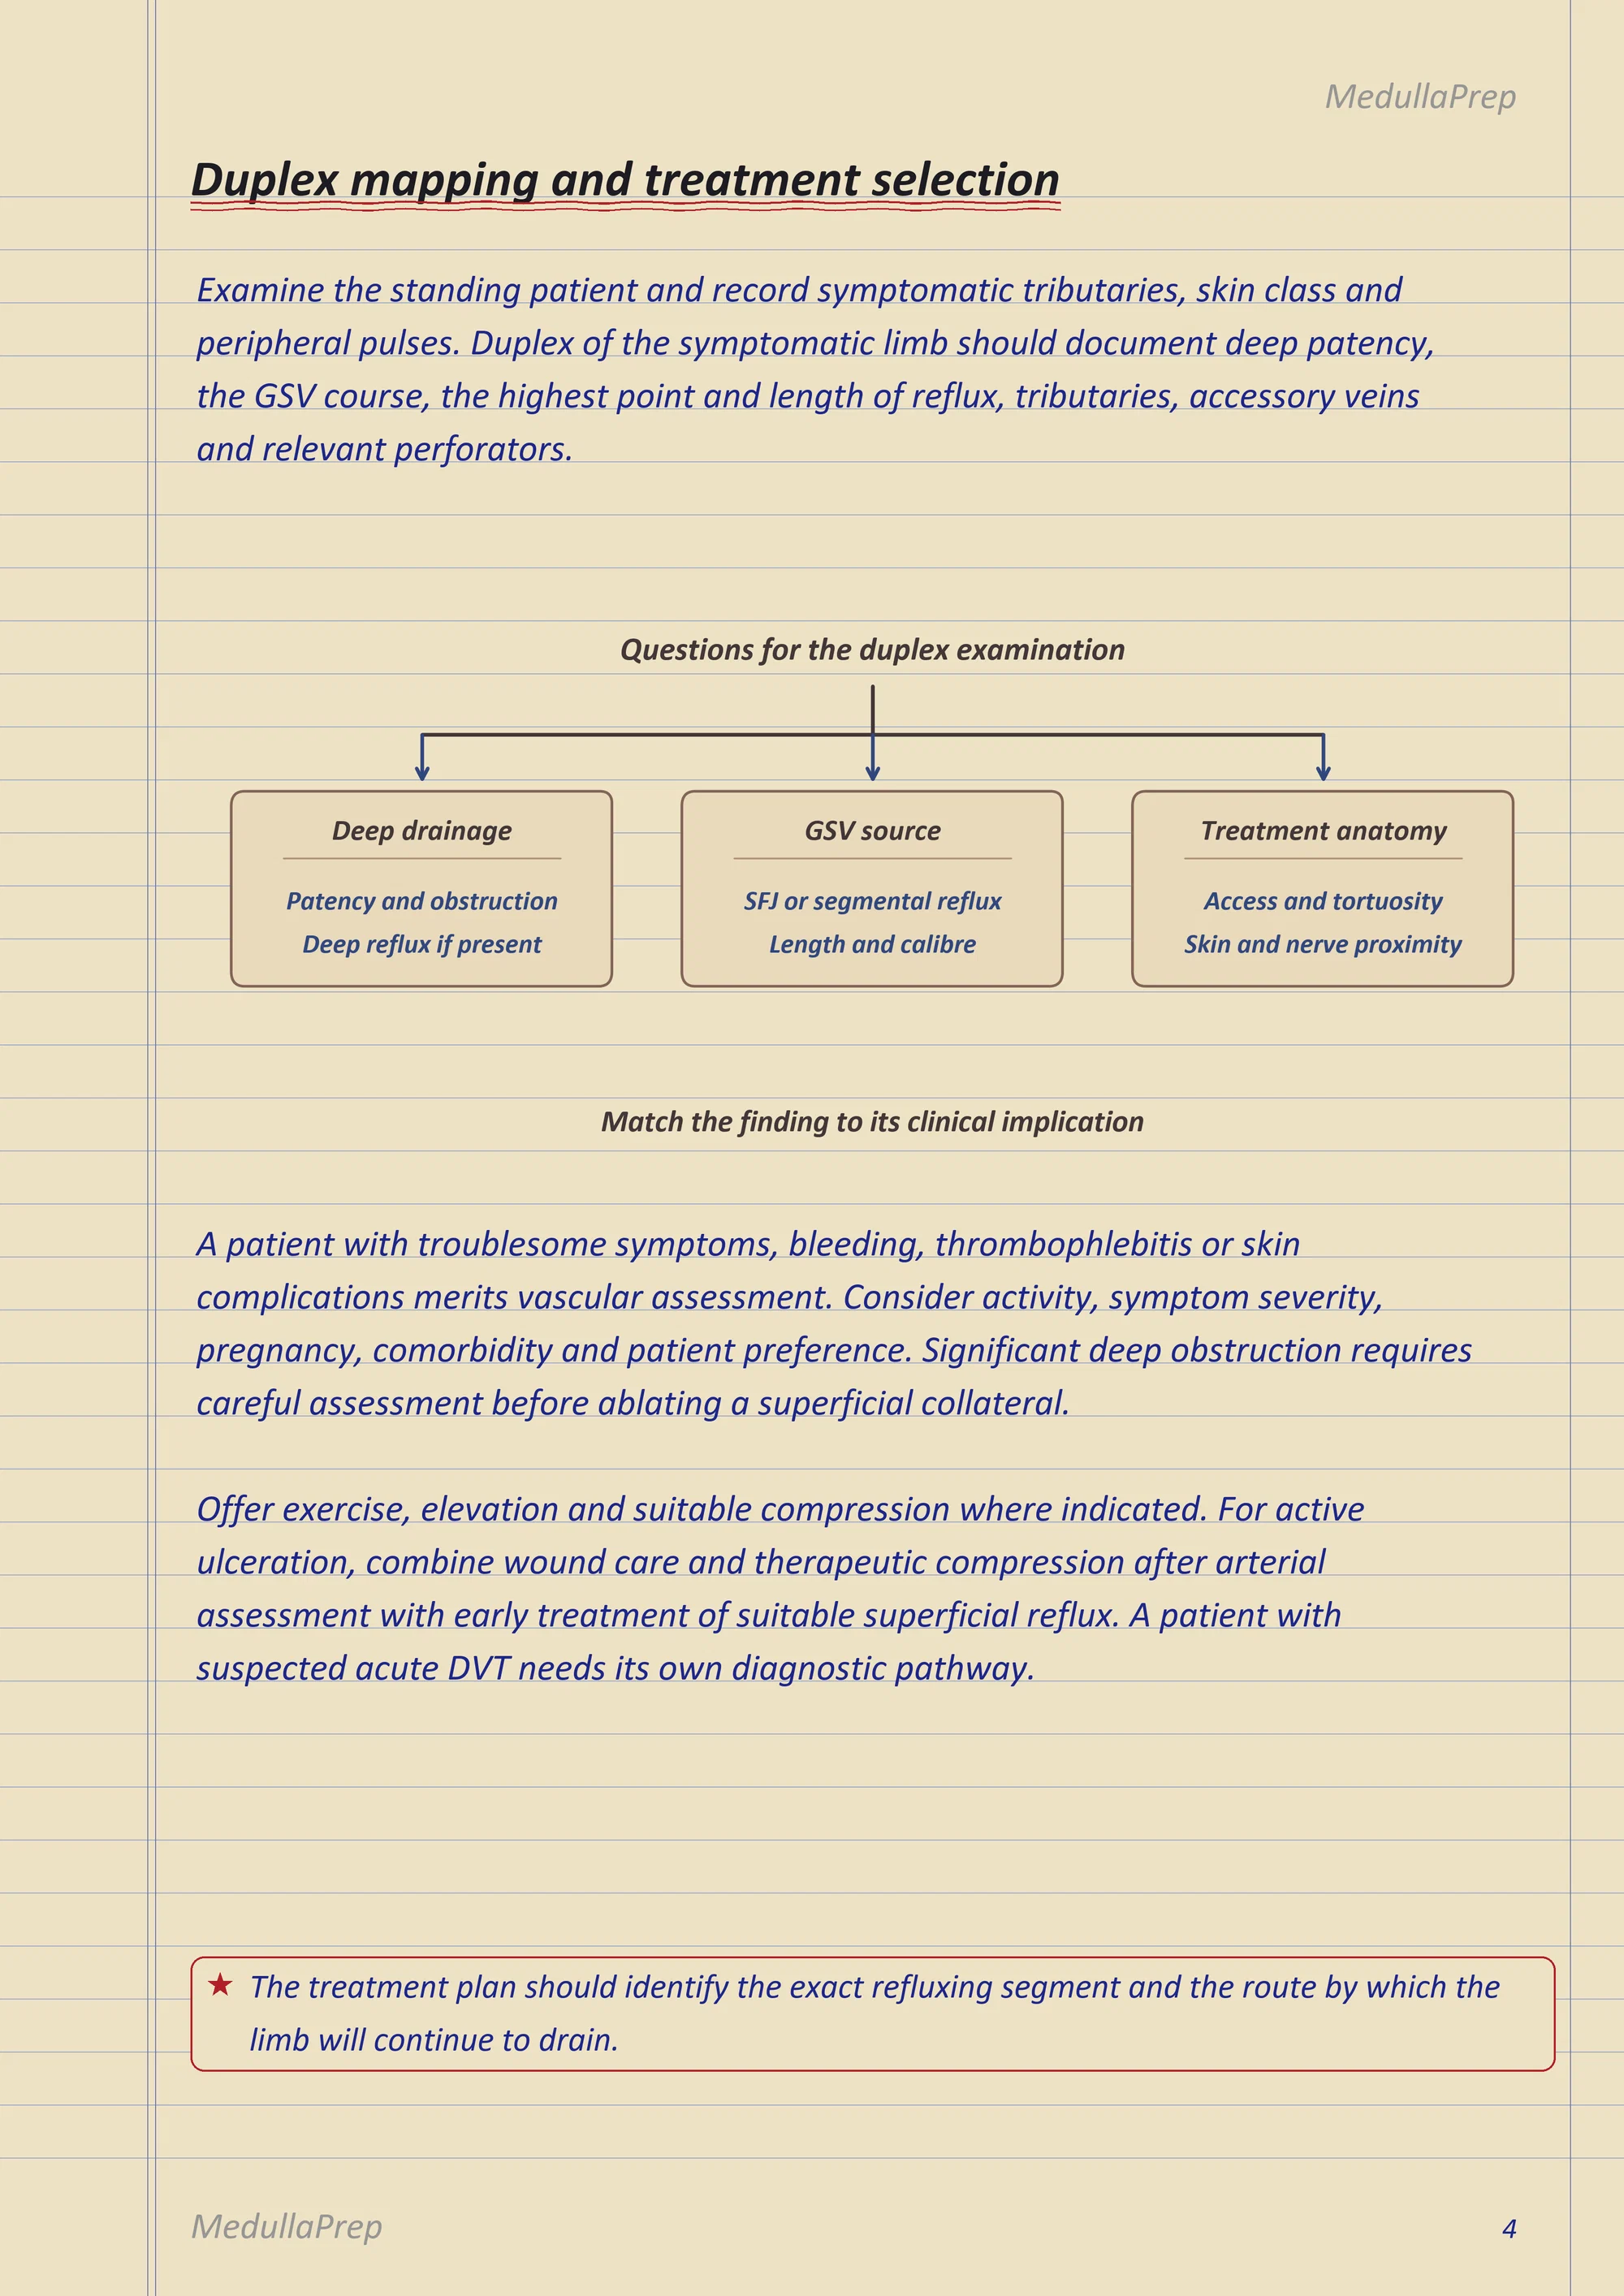 MedullaPrep
Duplex mapping and treatment selection
Examine the standing patient and record symptomatic tributaries, skin class and
peripheral pulses. Duplex of the symptomatic limb should document deep patency,
the GSV course, the highest point and length of reflux, tributaries, accessory veins
and relevant perforators.
Questions for the duplex examination
Deep drainage
Patency and obstruction
Deep reflux if present
GSV source
SFJ or segmental reflux
Length and calibre
Treatment anatomy
Access and tortuosity
Skin and nerve proximity
Match the finding to its clinical implication
A patient with troublesome symptoms, bleeding, thrombophlebitis or skin
complications merits vascular assessment. Consider activity, symptom severity,
pregnancy, comorbidity and patient preference. Significant deep obstruction requires
careful assessment before ablating a superficial collateral.
Offer exercise, elevation and suitable compression where indicated. For active
ulceration, combine wound care and therapeutic compression after arterial
assessment with early treatment of suitable superficial reflux. A patient with
suspected acute DVT needs its own diagnostic pathway.
★ The treatment plan should identify the exact refluxing segment and the route by which the
limb will continue to drain.
MedullaPrep
4